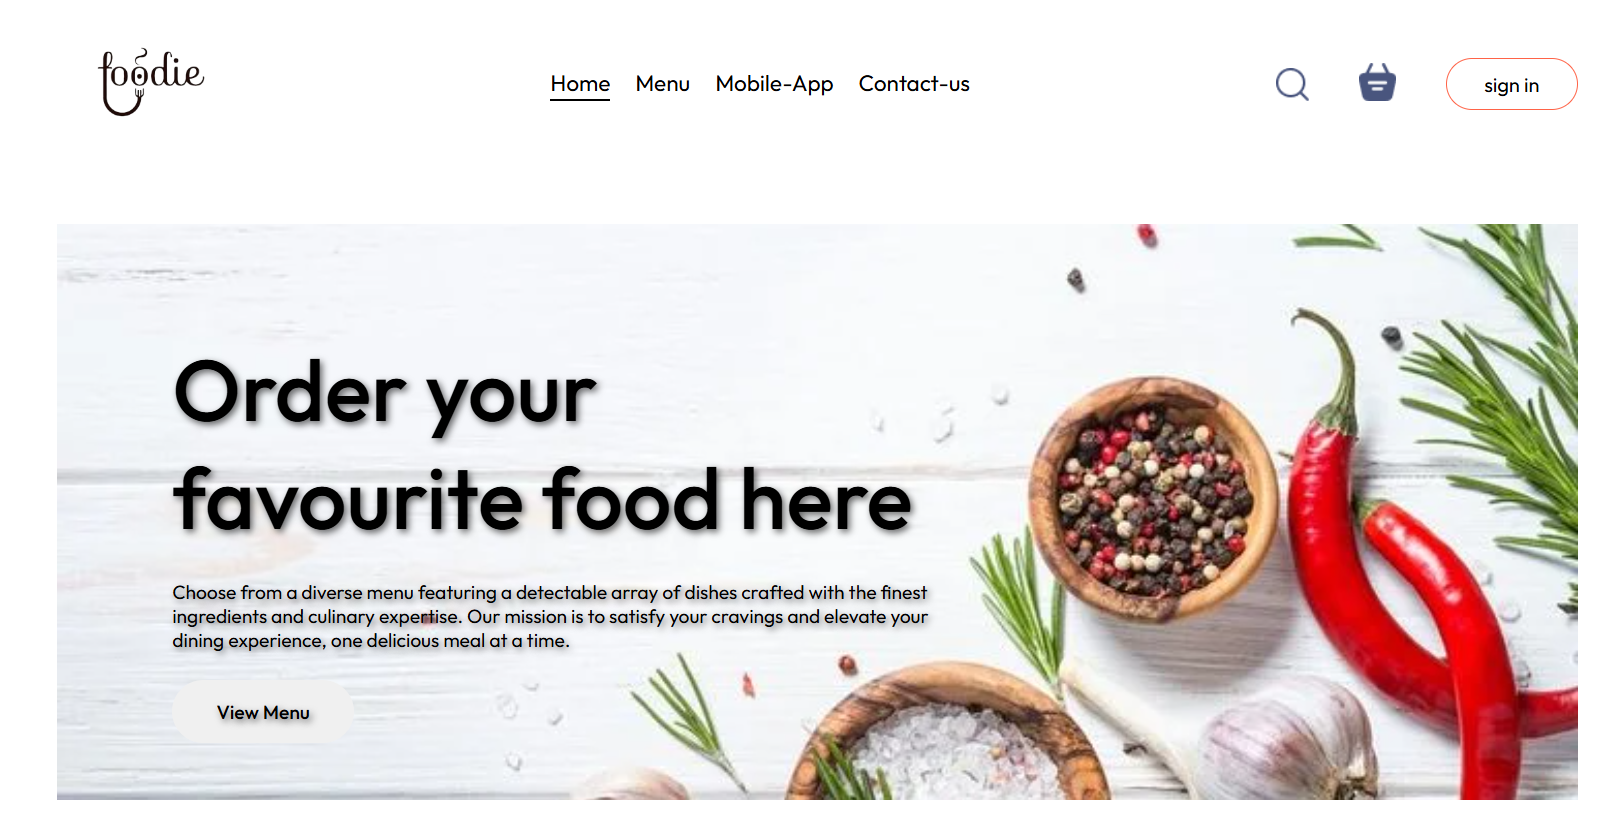 foodie
Home Menu Mobile-App Contact-us
sign in
Order your
favourite food here
Choose from a diverse menu featuring a detectable array of dishes crafted with the finest
ingredients and culinary expertise. Our mission is to satisfy your cravings and elevate your
dining experience, one delicious meal at a time.
View Menu